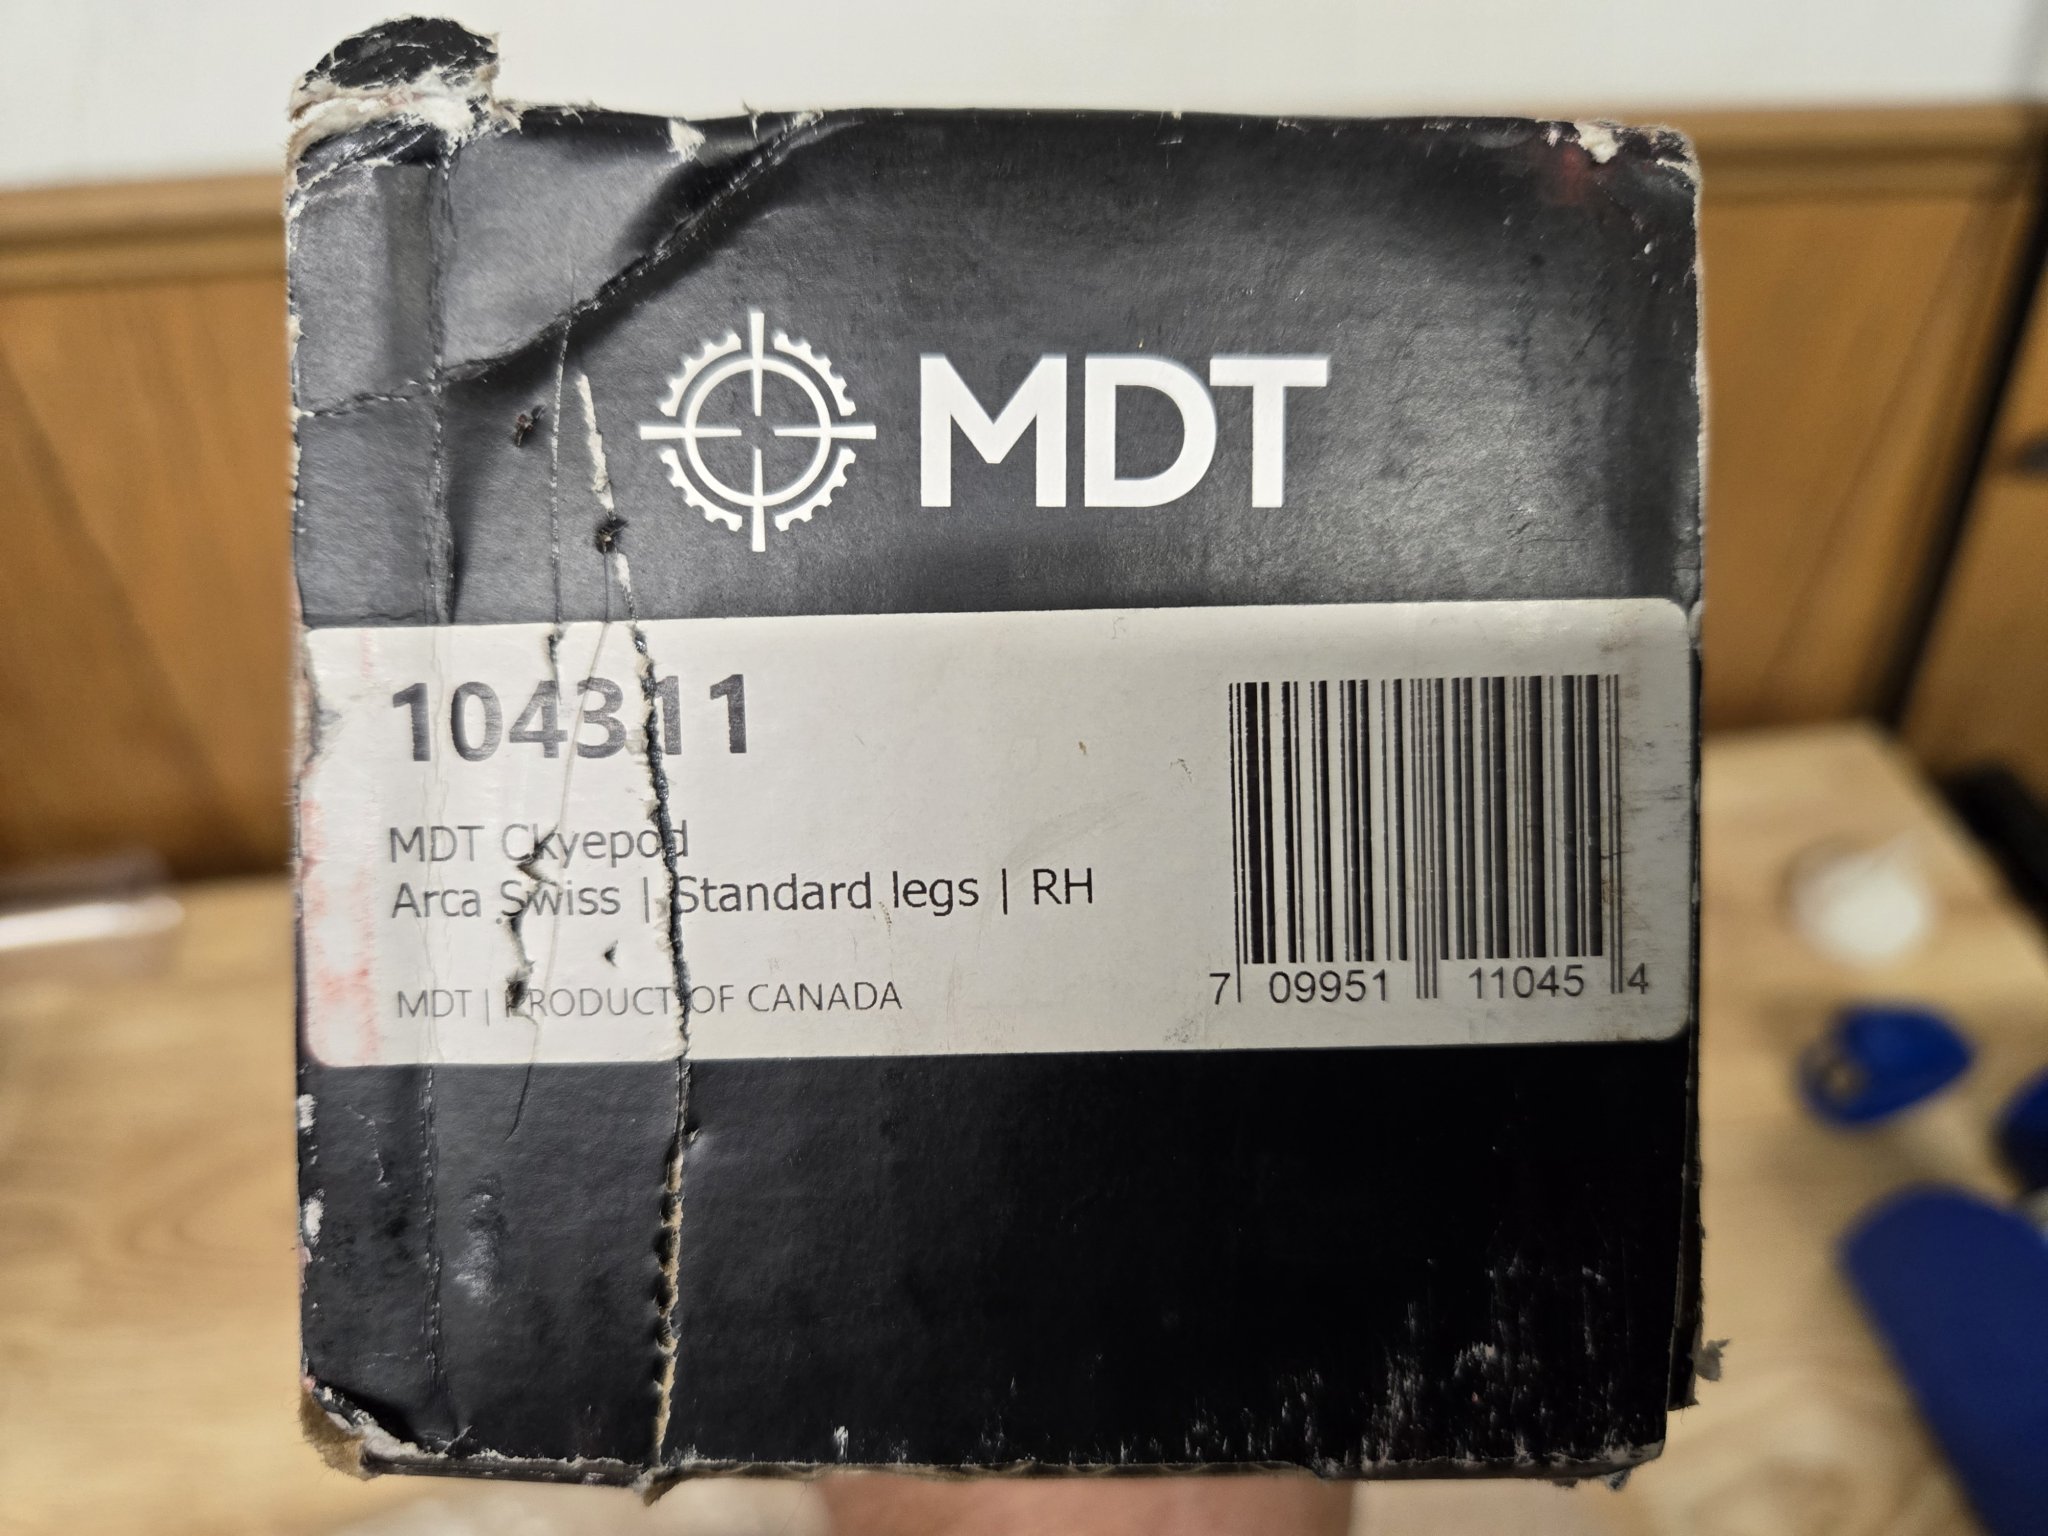 MDT
104311
MDT Ckyepod
Arca Swiss | Standard legs | RH
MDT | PRODUCT OF CANADA
7 09951 11045 4